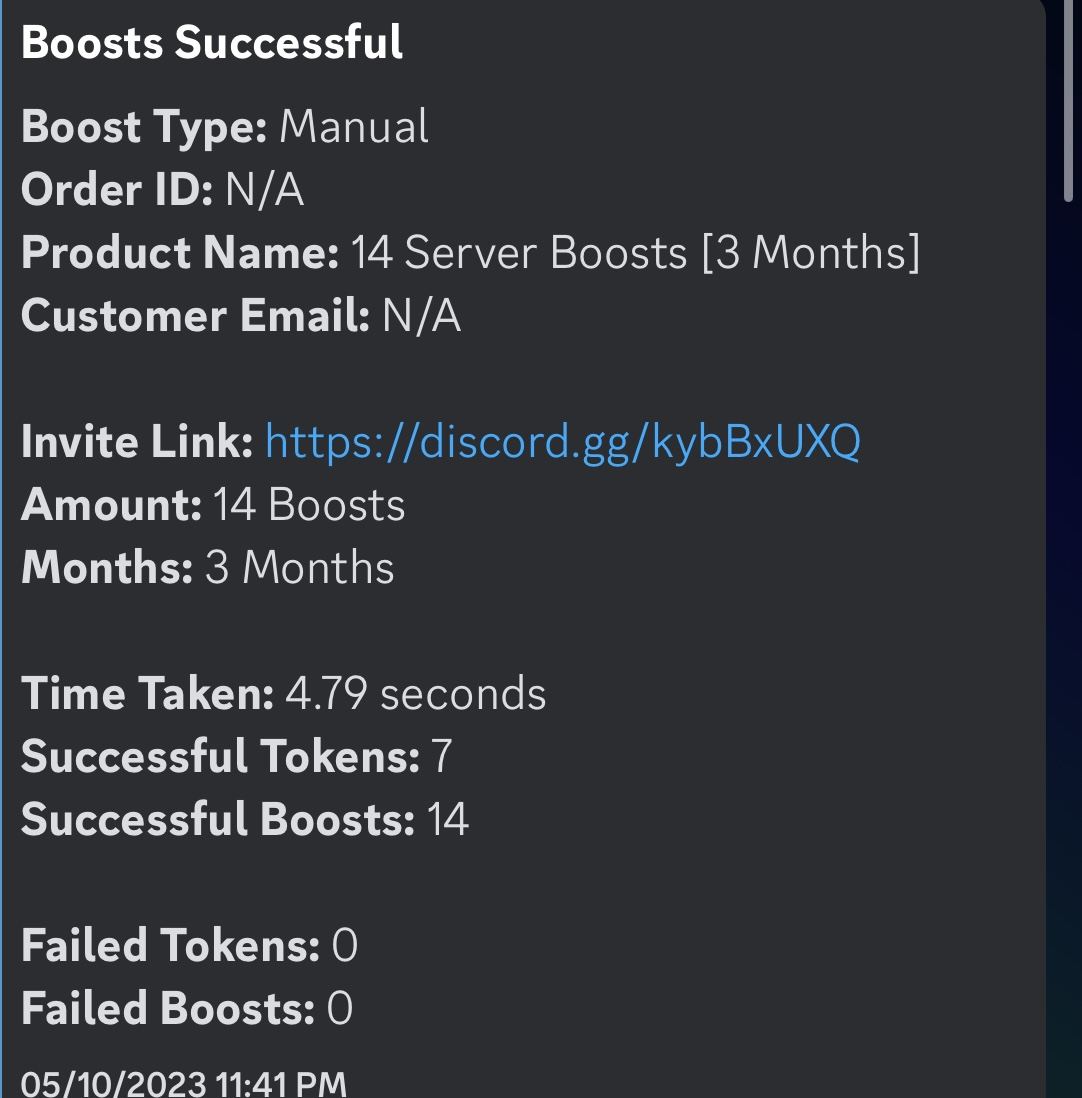 Boosts Successful
Boost Type: Manual
Order ID: N/A
Product Name: 14 Server Boosts [3 Months]
Customer Email: N/A
Invite Link: https://discord.gg/kybBxUXQ
Amount: 14 Boosts
Months: 3 Months
Time Taken: 4.79 seconds
Successful Tokens: 7
Successful Boosts: 14
Failed Tokens: 0
Failed Boosts: 0
05/10/2023 11:41 PM